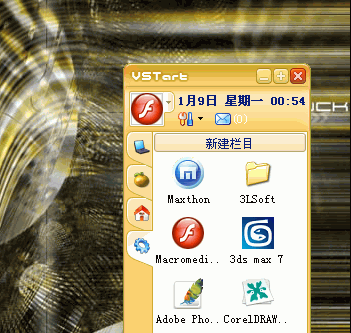 VSTart
1月9日 星期一 00:54
(0)
UCK
新建栏目
Maxthon
3LSoft
Macromedi..
3ds max 7
Adobe Pho..
CorelDRAW..